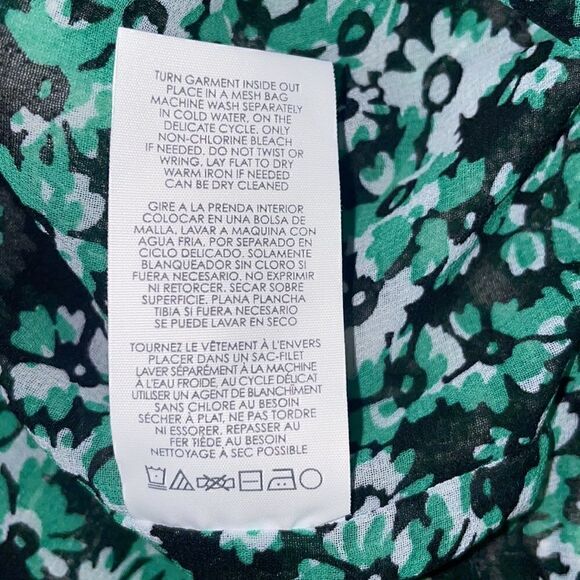 TURN GARMENT INSIDE OUT
PLACE IN A MESH BAG
MACHINE WASH SEPARATELY
IN COLD WATER, ON THE
DELICATE CYCLE, ONLY
NON-CHLORINE BLEACH
IF NEEDED. DO NOT TWIST OR
WRING, LAY FLAT TO DRY
WARM IRON IF NEEDED
CAN BE DRY CLEANED
GIRE A LA PRENDA INTERIOR
COLOCAR EN UNA BOLSA DE
MALLA, LAVAR A MAQUINA CON
AGUA FRIA, POR SEPARADO EN
CICLO DELICADO. SOLAMENTE
BLANQUEADOR SIN CLORO SI
FUERA NECESARIO. NO EXPRIMIR
NI RETORCER. SECAR SOBRE
SUPERFICIE. PLANA PLANCHA
TIBIA SI FUERA NECESARIO
SE PUEDE LAVAR EN SECO
TOURNEZ LE VÊTEMENT À L'ENVERS
PLACER DANS UN SAC-FILET
LAVER SÉPARÉMENT À LA MACHINE
À L'EAU FROIDE, AU CYCLE DÉLICAT
UTILISER UN AGENT DE BLANCHÎMENT
SANS CHLORE AU BESOIN
SÉCHER À PLAT, NE PAS TORDRE
NI ESSORER, REPASSER AU
FER TIÈDE AU BESOIN
NETTOYAGE À SEC POSSIBLE